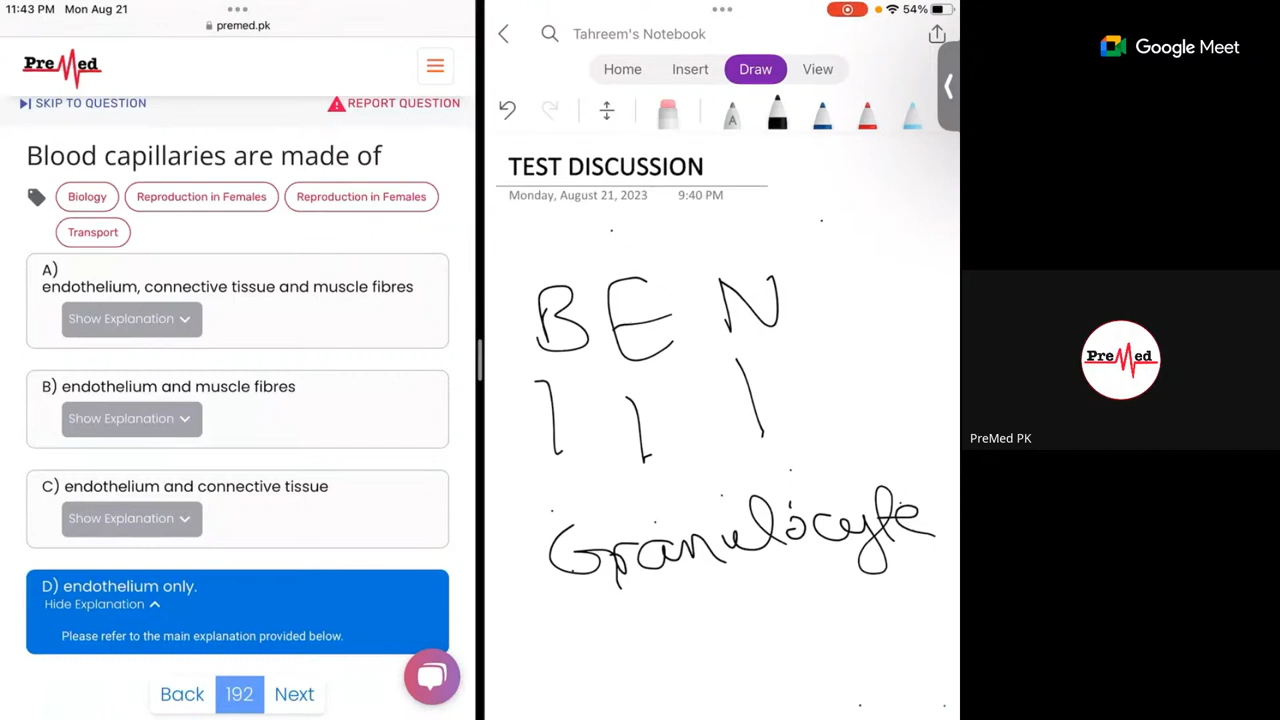 11:43 PM Mon Aug 21
premed.pk
PreMed
SKIP TO QUESTION
REPORT QUESTION
Blood capillaries are made of
Biology
Reproduction in Females
Reproduction in Females
Transport
A)
endothelium, connective tissue and muscle fibres
Show Explanation
B) endothelium and muscle fibres
Show Explanation
C) endothelium and connective tissue
Show Explanation
D) endothelium only.
Hide Explanation
Please refer to the main explanation provided below.
Back 192 Next
54%
Tahreem's Notebook
Home Insert Draw View
A
TEST DISCUSSION
Monday, August 21, 2023 9:40 PM
B E N
Granulocyte
Google Meet
PreMed
PreMed PK